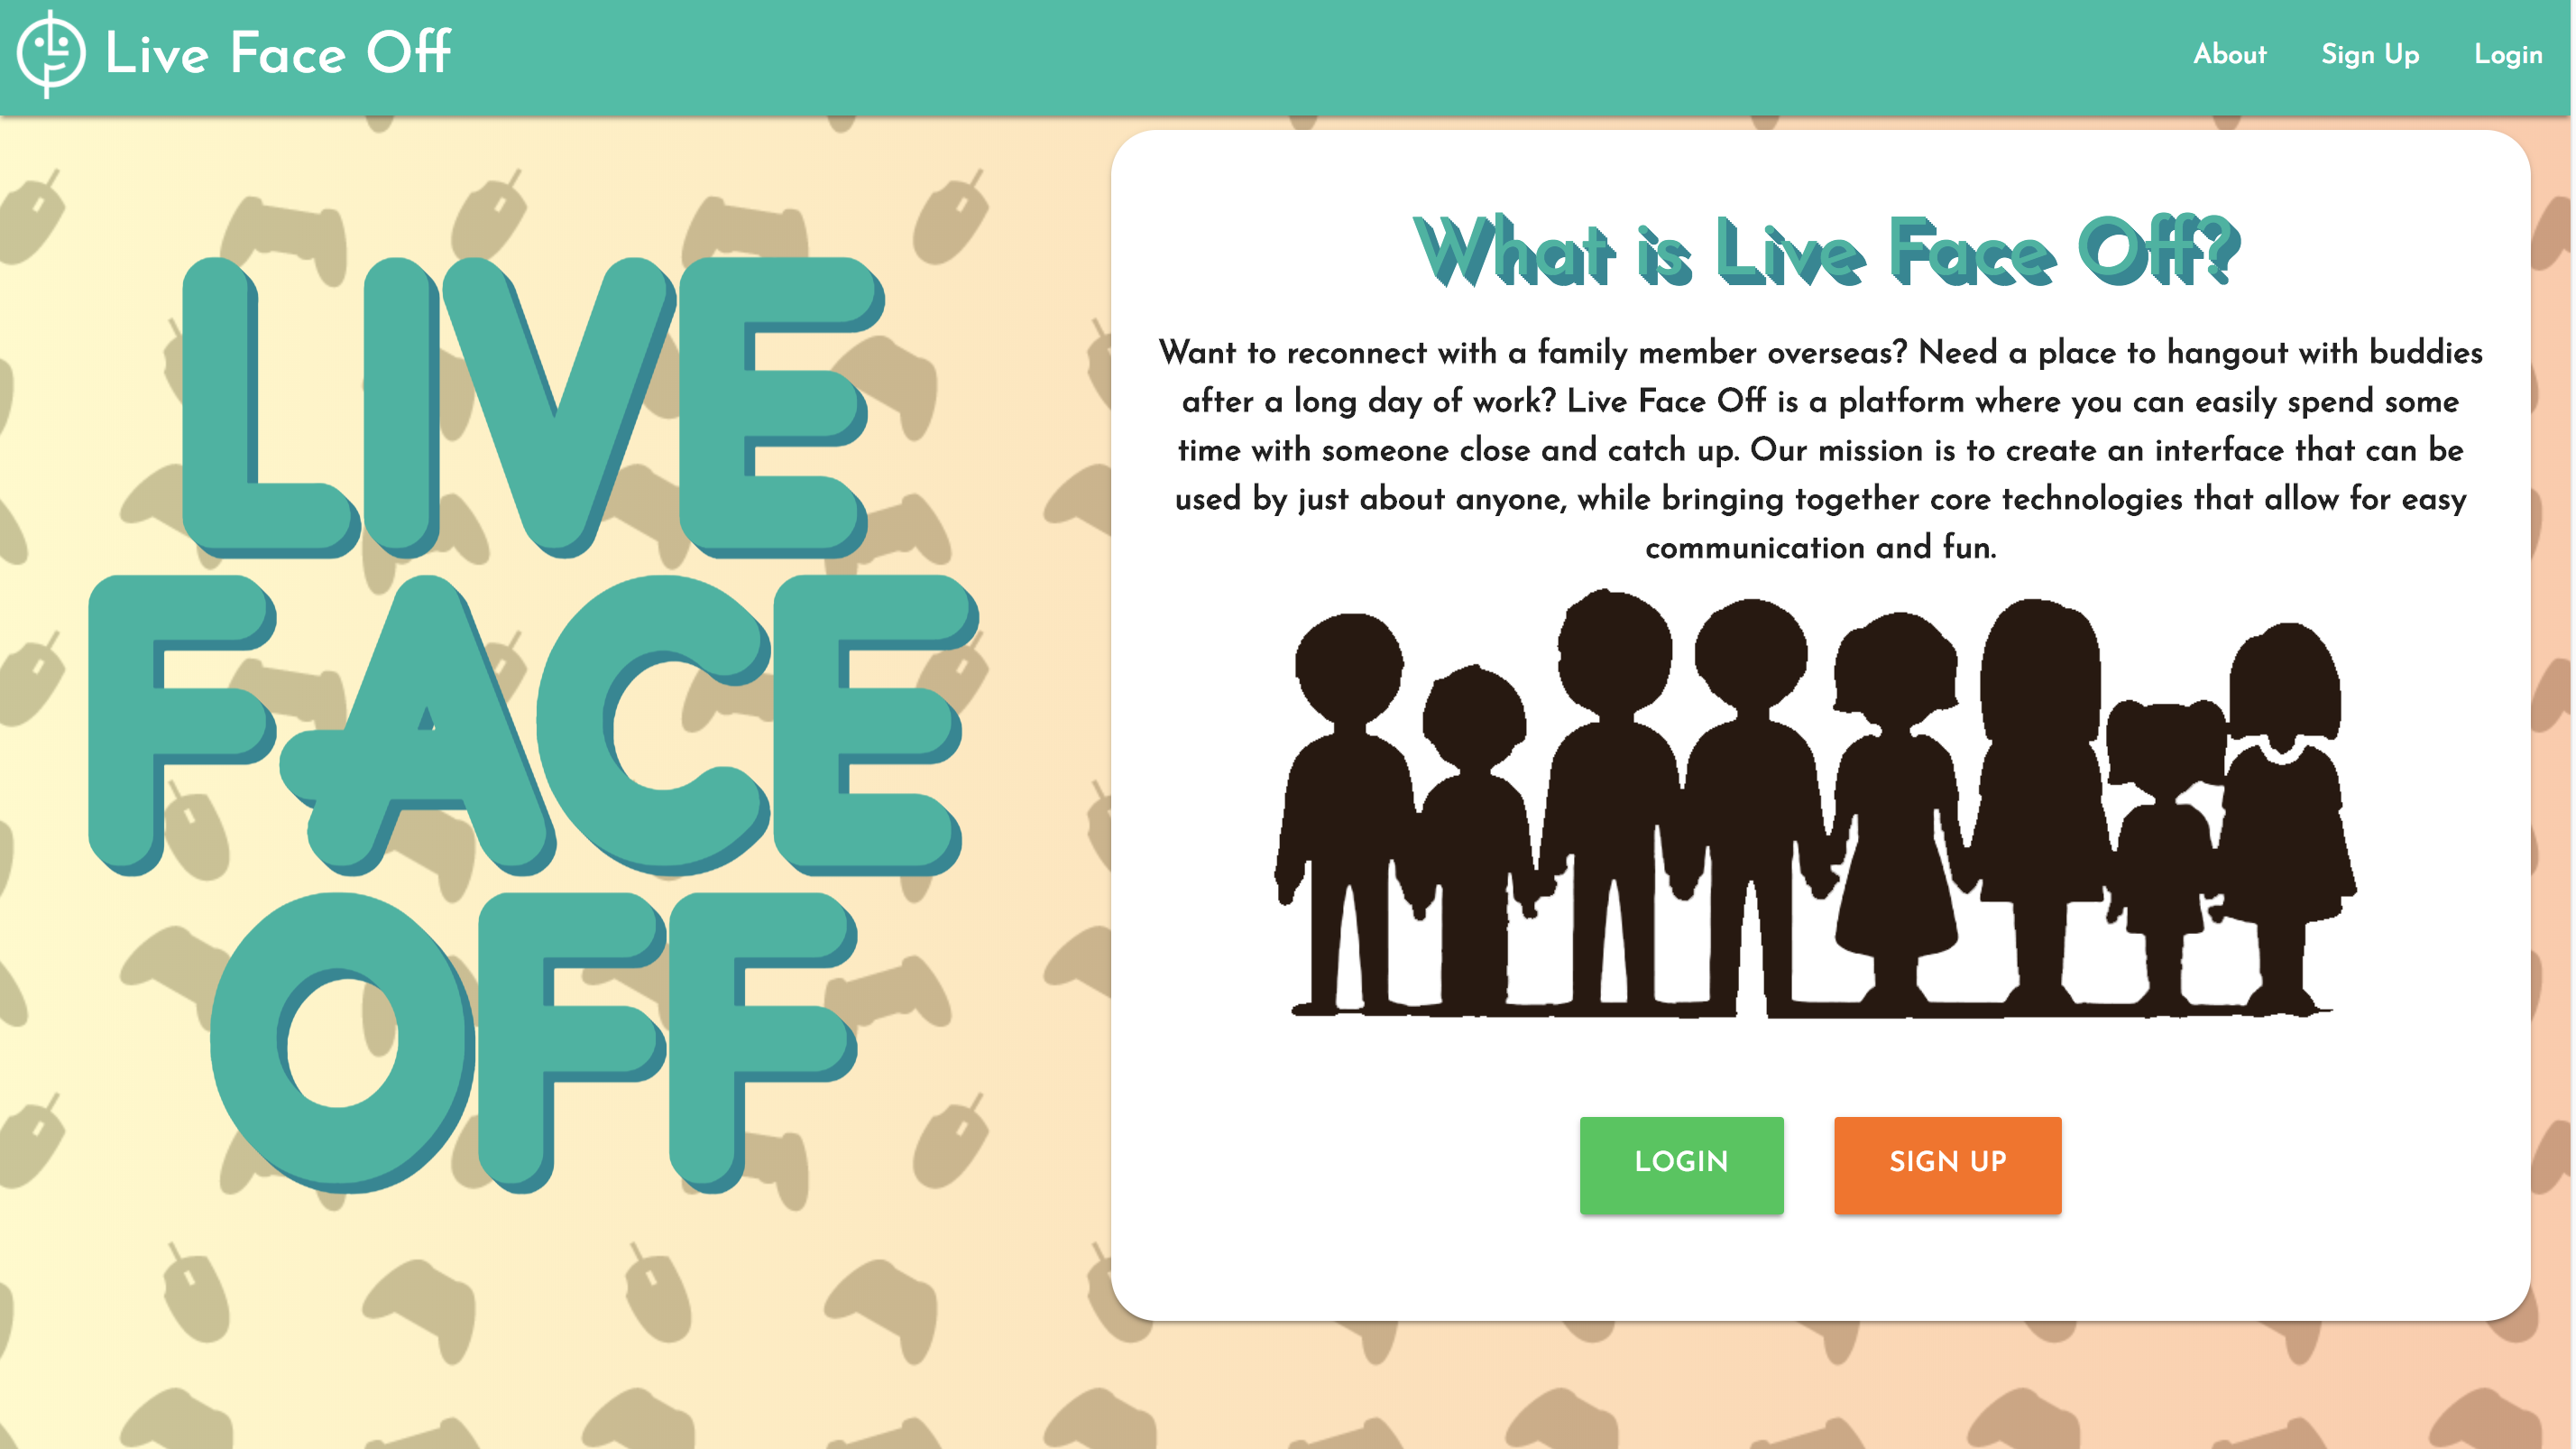 Live Face Off
About Sign Up Login
LIVE
FACE
OFF
What is Live Face Off?
Want to reconnect with a family member overseas? Need a place to hangout with buddies
after a long day of work? Live Face Off is a platform where you can easily spend some
time with someone close and catch up. Our mission is to create an interface that can be
used by just about anyone, while bringing together core technologies that allow for easy
communication and fun.
LOGIN SIGN UP